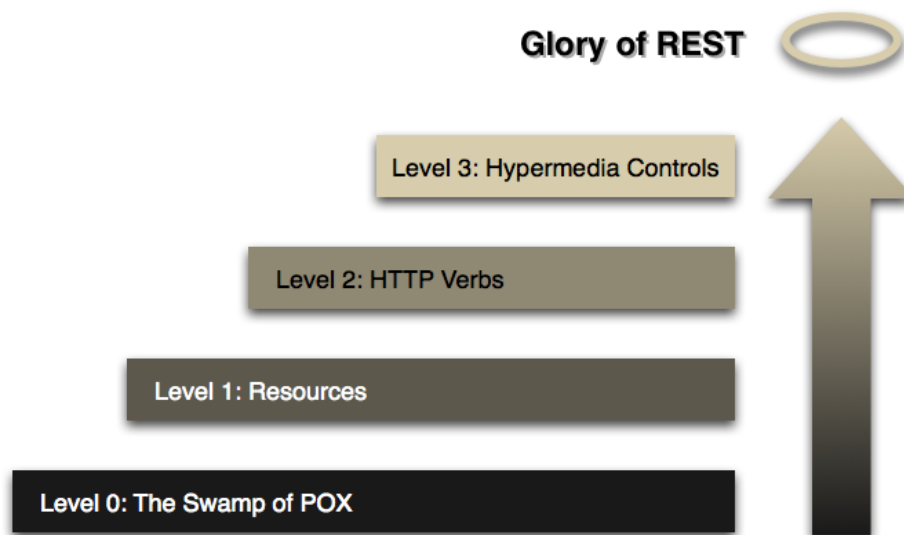 Glory of REST
Level 3: Hypermedia Controls
Level 2: HTTP Verbs
Level 1: Resources
Level 0: The Swamp of POX